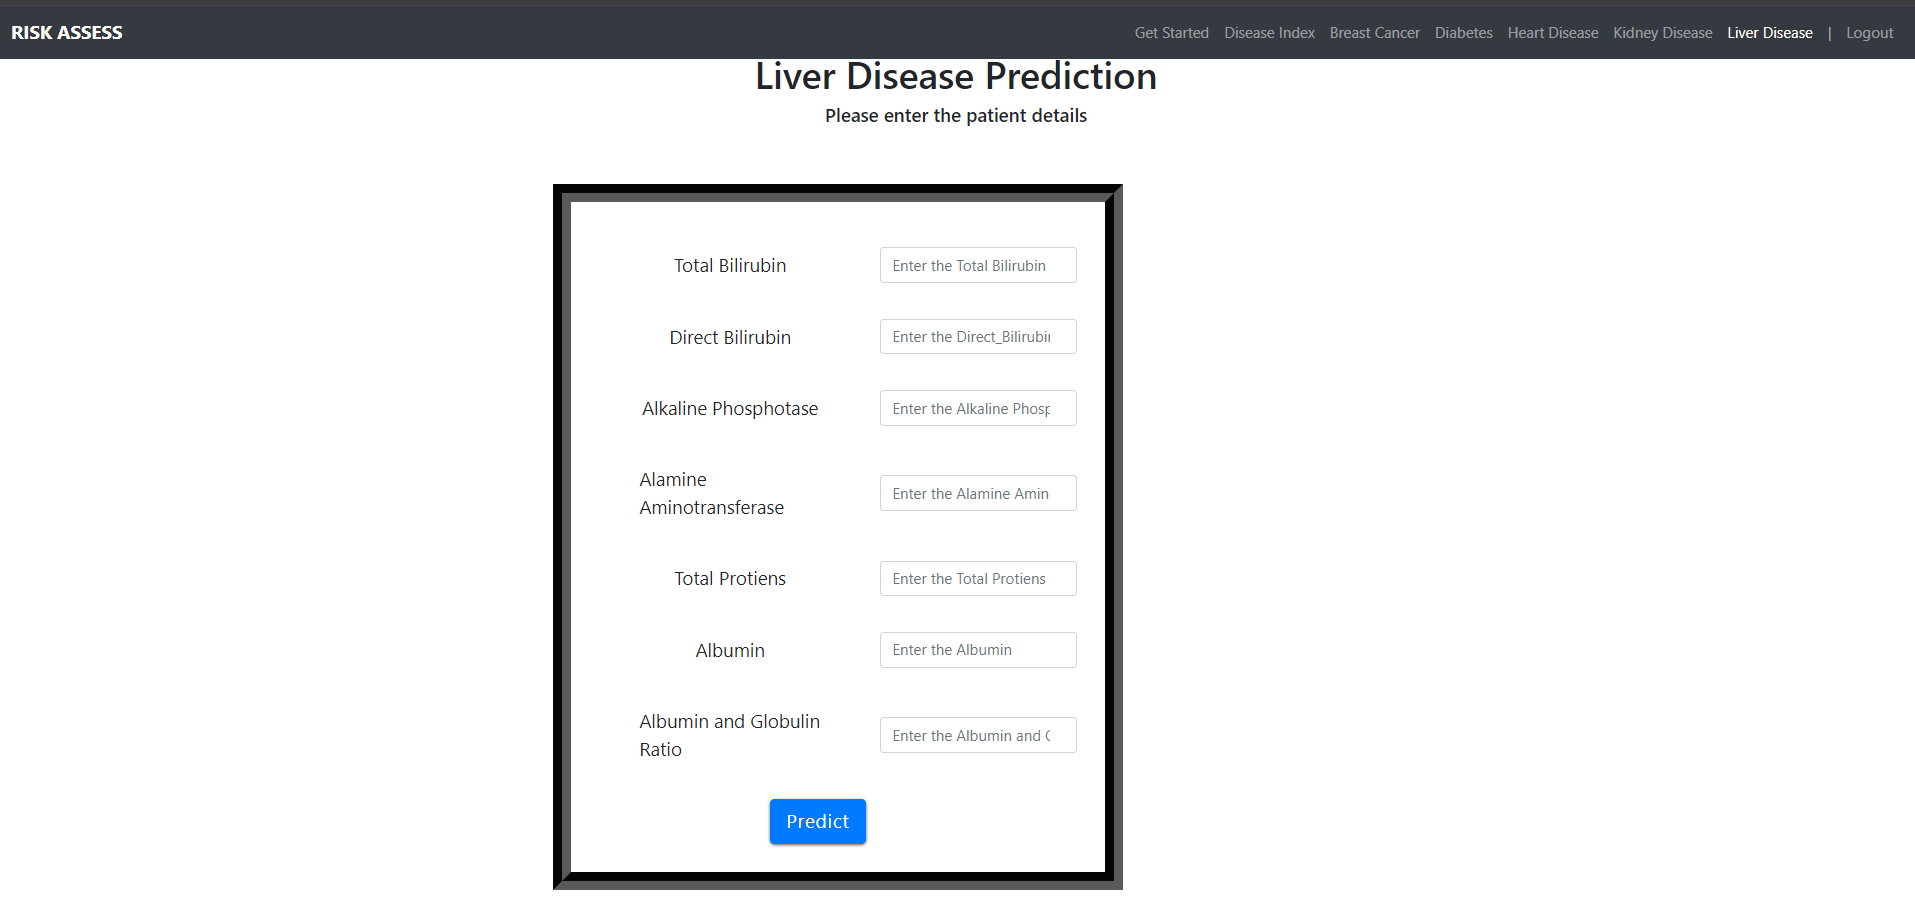 RISK ASSESS
Get Started Disease Index Breast Cancer Diabetes Heart Disease Kidney Disease Liver Disease | Logout
Liver Disease Prediction
Please enter the patient details
Total Bilirubin
Enter the Total Bilirubin
Direct Bilirubin
Enter the Direct_Bilirubin
Alkaline Phosphotase
Enter the Alkaline Phosp
Alamine
Aminotransferase
Enter the Alamine Amin
Total Protiens
Enter the Total Protiens
Albumin
Enter the Albumin
Albumin and Globulin
Ratio
Enter the Albumin and G
Predict